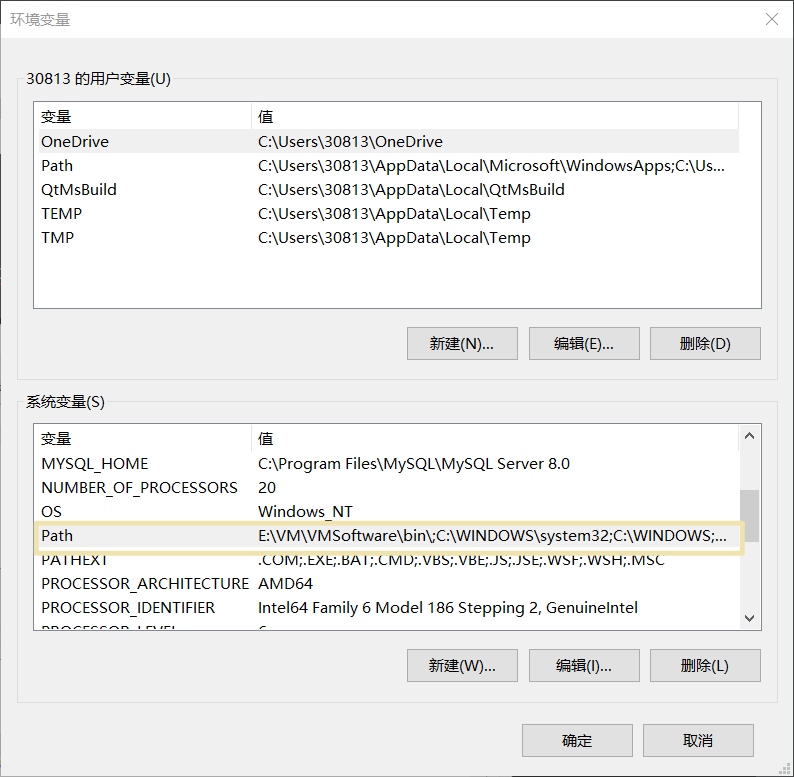 环境变量
30813 的用户变量(U)
变量 值
OneDrive C:\Users\30813\OneDrive
Path C:\Users\30813\AppData\Local\Microsoft\WindowsApps;C:\Us...
QtMsBuild C:\Users\30813\AppData\Local\QtMsBuild
TEMP C:\Users\30813\AppData\Local\Temp
TMP C:\Users\30813\AppData\Local\Temp
新建(N)... 编辑(E)... 删除(D)
系统变量(S)
变量 值
MYSQL_HOME C:\Program Files\MySQL\MySQL Server 8.0
NUMBER_OF_PROCESSORS 20
OS Windows_NT
Path E:\VM\VMSoftware\bin\;C:\WINDOWS\system32;C:\WINDOWS;...
PATHEXT .COM;.EXE;.BAT;.CMD;.VBS;.VBE;.JS;.JSE;.WSF;.WSH;.MSC
PROCESSOR_ARCHITECTURE AMD64
PROCESSOR_IDENTIFIER Intel64 Family 6 Model 186 Stepping 2, GenuineIntel
PROCESSOR_LEVEL 6
新建(W)... 编辑(I)... 删除(L)
确定 取消